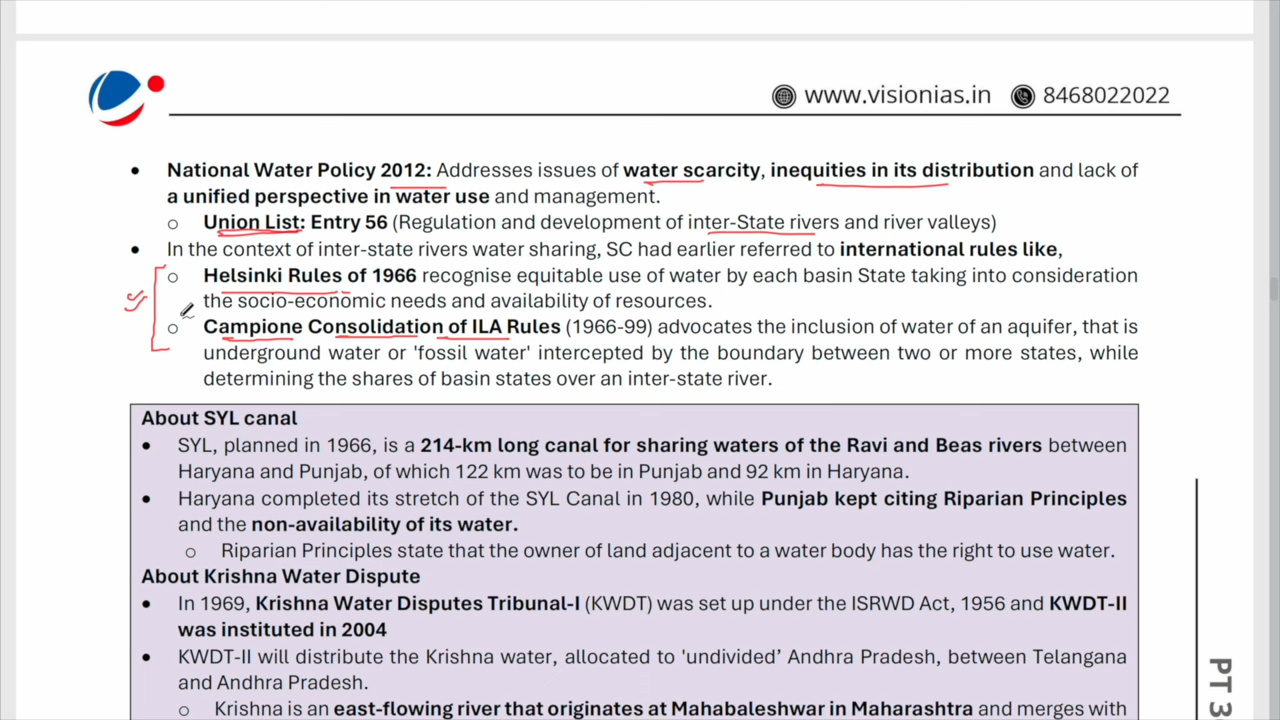 www.visionias.in 8468022022
• National Water Policy 2012: Addresses issues of water scarcity, inequities in its distribution and lack of
a unified perspective in water use and management.
o Union List: Entry 56 (Regulation and development of inter-State rivers and river valleys)
• In the context of inter-state rivers water sharing, SC had earlier referred to international rules like,
o Helsinki Rules of 1966 recognise equitable use of water by each basin State taking into consideration
the socio-economic needs and availability of resources.
o Campione Consolidation of ILA Rules (1966-99) advocates the inclusion of water of an aquifer, that is
underground water or 'fossil water' intercepted by the boundary between two or more states, while
determining the shares of basin states over an inter-state river.
About SYL canal
• SYL, planned in 1966, is a 214-km long canal for sharing waters of the Ravi and Beas rivers between
Haryana and Punjab, of which 122 km was to be in Punjab and 92 km in Haryana.
• Haryana completed its stretch of the SYL Canal in 1980, while Punjab kept citing Riparian Principles
and the non-availability of its water.
o Riparian Principles state that the owner of land adjacent to a water body has the right to use water.
About Krishna Water Dispute
• In 1969, Krishna Water Disputes Tribunal-I (KWDT) was set up under the ISRWD Act, 1956 and KWDT-II
was instituted in 2004
• KWDT-II will distribute the Krishna water, allocated to 'undivided’ Andhra Pradesh, between Telangana
and Andhra Pradesh.
o Krishna is an east-flowing river that originates at Mahabaleshwar in Maharashtra and merges with
PT 3